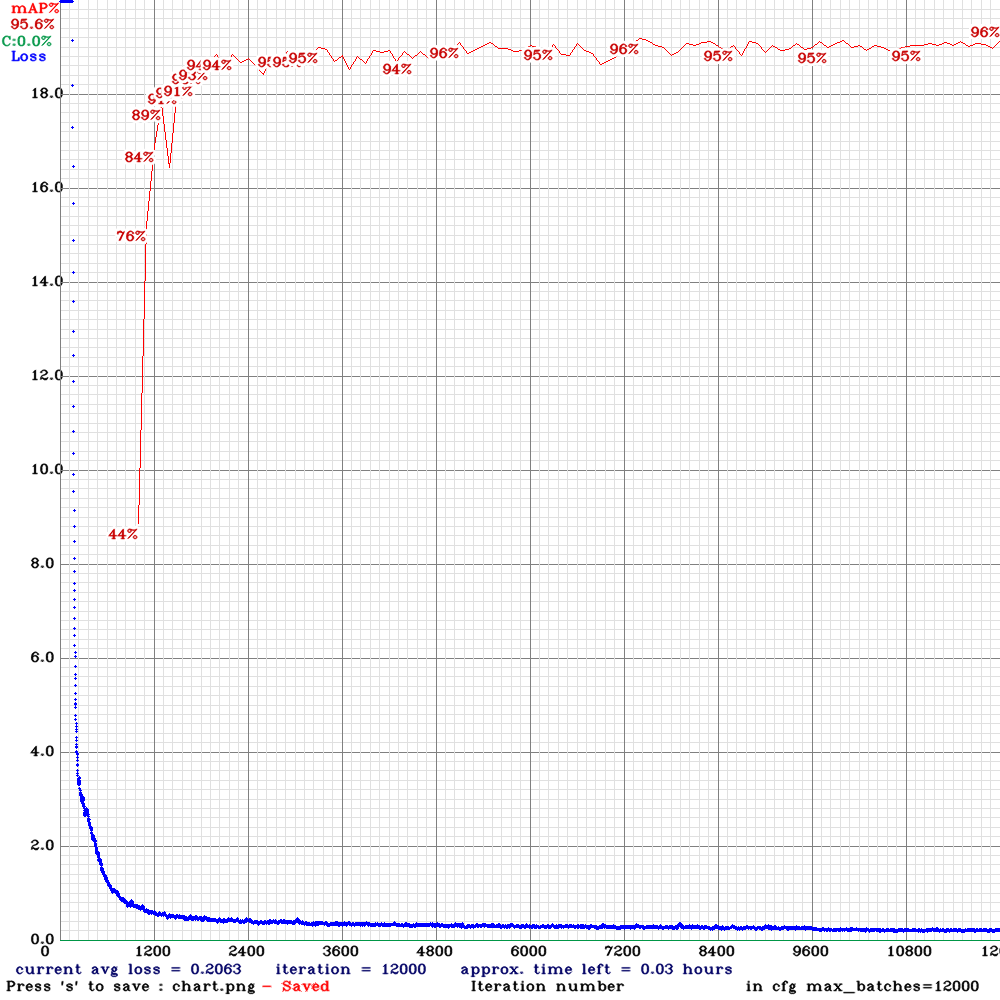 mAP%
95.6%
C:0.0%
Loss
96%
94% 95% 95% 96% 94% 96% 95% 96% 95% 95% 95%
93%
91%
18.0
89%
84%
16.0
76%
14.0
12.0
10.0
44%
8.0
6.0
4.0
2.0
0.0
0 1200 2400 3600 4800 6000 7200 8400 9600 10800
current avg loss = 0.2063 iteration = 12000 approx. time left = 0.03 hours
Press 's' to save : chart.png - Saved Iteration number in cfg max_batches=12000